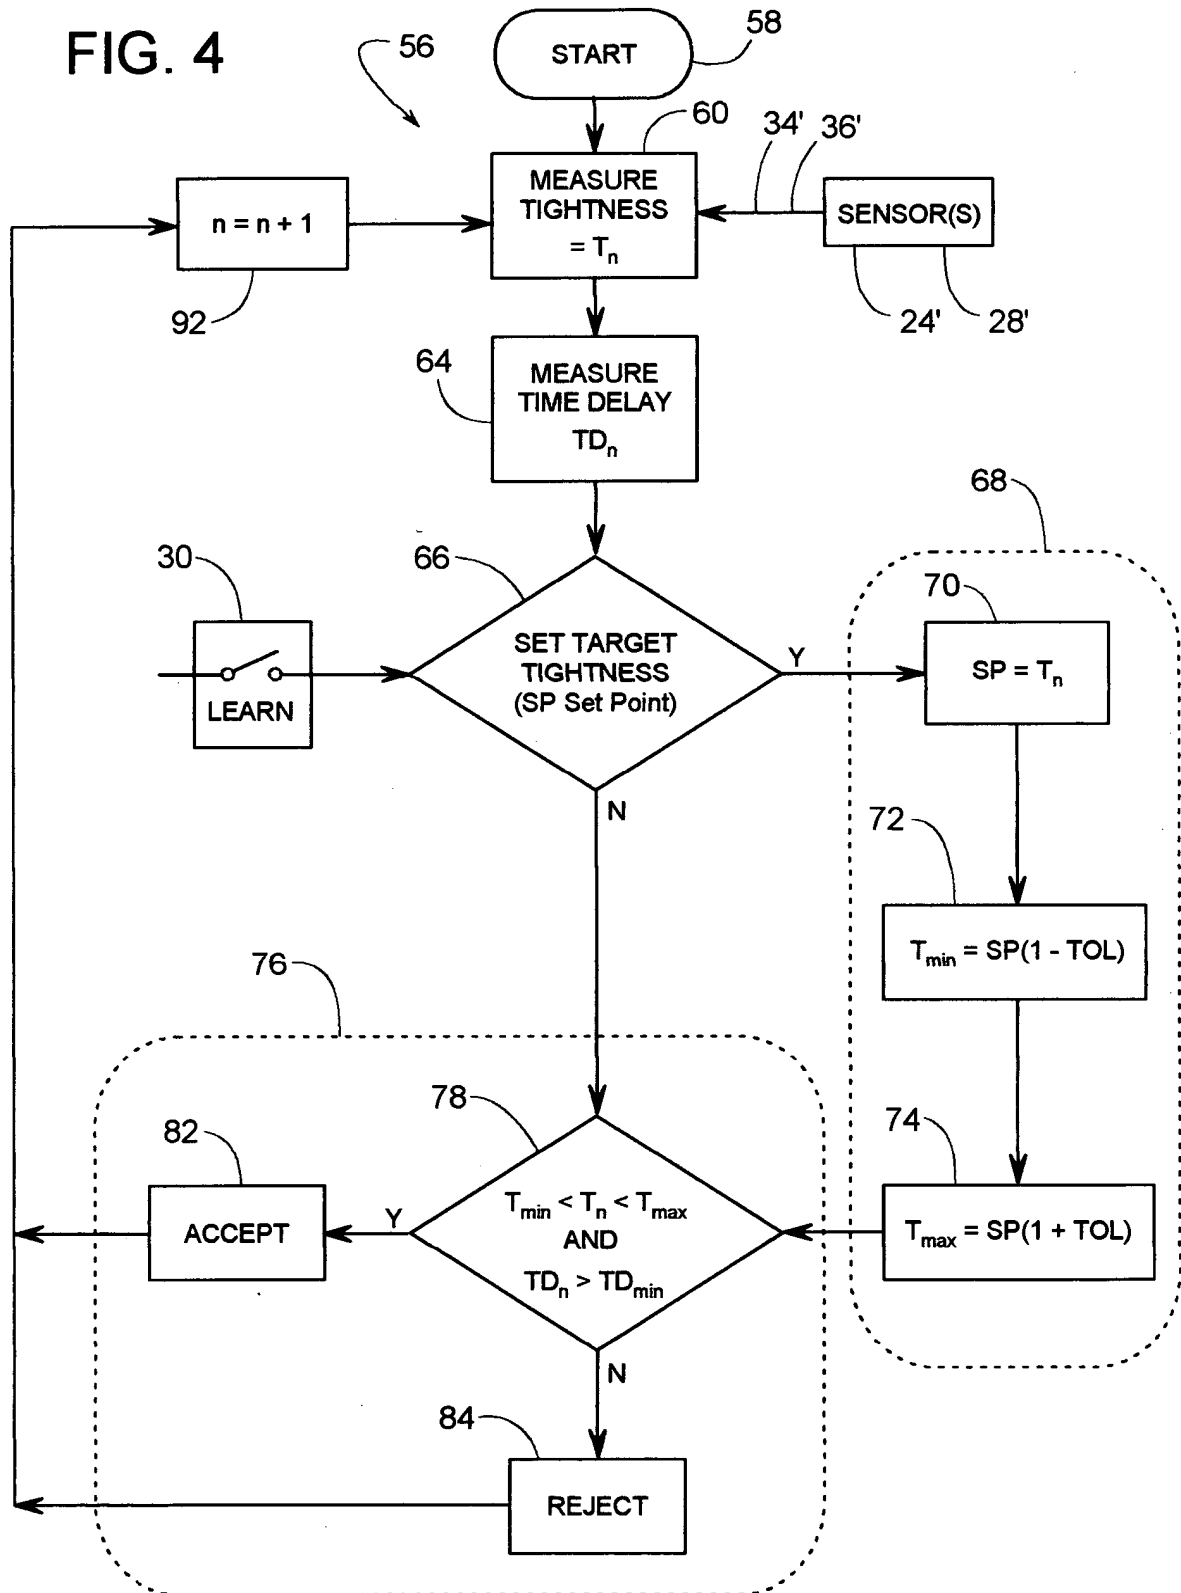 FIG. 4
56
START
58
60
34'
36'
MEASURE
TIGHTNESS
= Tn
n = n + 1
SENSOR(S)
92
24'
28'
64
MEASURE
TIME DELAY
TDn
68
30
66
70
LEARN
SET TARGET
TIGHTNESS
(SP Set Point)
Y
SP = Tn
N
72
Tmin = SP(1 - TOL)
76
78
74
82
ACCEPT
Y
Tmin < Tn < Tmax
AND
TDn > TDmin
Tmax = SP(1 + TOL)
N
84
REJECT